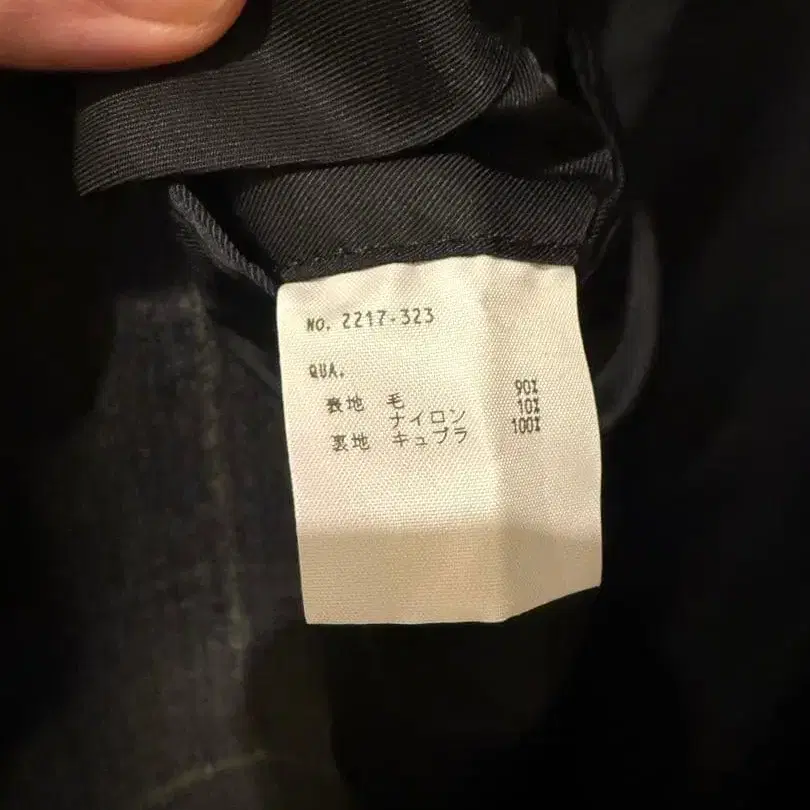 NO. 2217-323
QUA.
表地 毛 90%
ナイロン 10%
裏地 キュプラ 100%